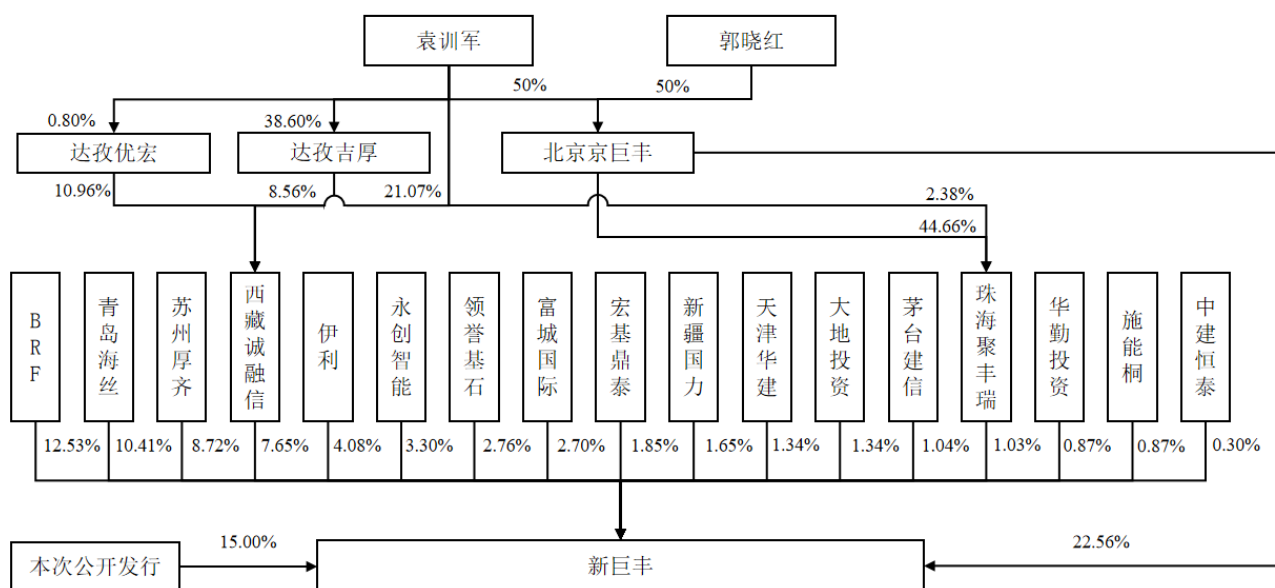 袁训军
郭晓红
50%
50%
0.80%
38.60%
达孜优宏
达孜吉厚
北京京巨丰
10.96%
8.56%
21.07%
2.38%
44.66%
BRF
青岛海丝
苏州厚齐
西藏诚融信
伊利
永创智能
领誉基石
富城国际
宏基鼎泰
新疆国力
天津华建
大地投资
茅台建信
珠海聚丰瑞
华勤投资
施能桐
中建恒泰
12.53%
10.41%
8.72%
7.65%
4.08%
3.30%
2.76%
2.70%
1.85%
1.65%
1.34%
1.34%
1.04%
1.03%
0.87%
0.87%
0.30%
本次公开发行
15.00%
新巨丰
22.56%